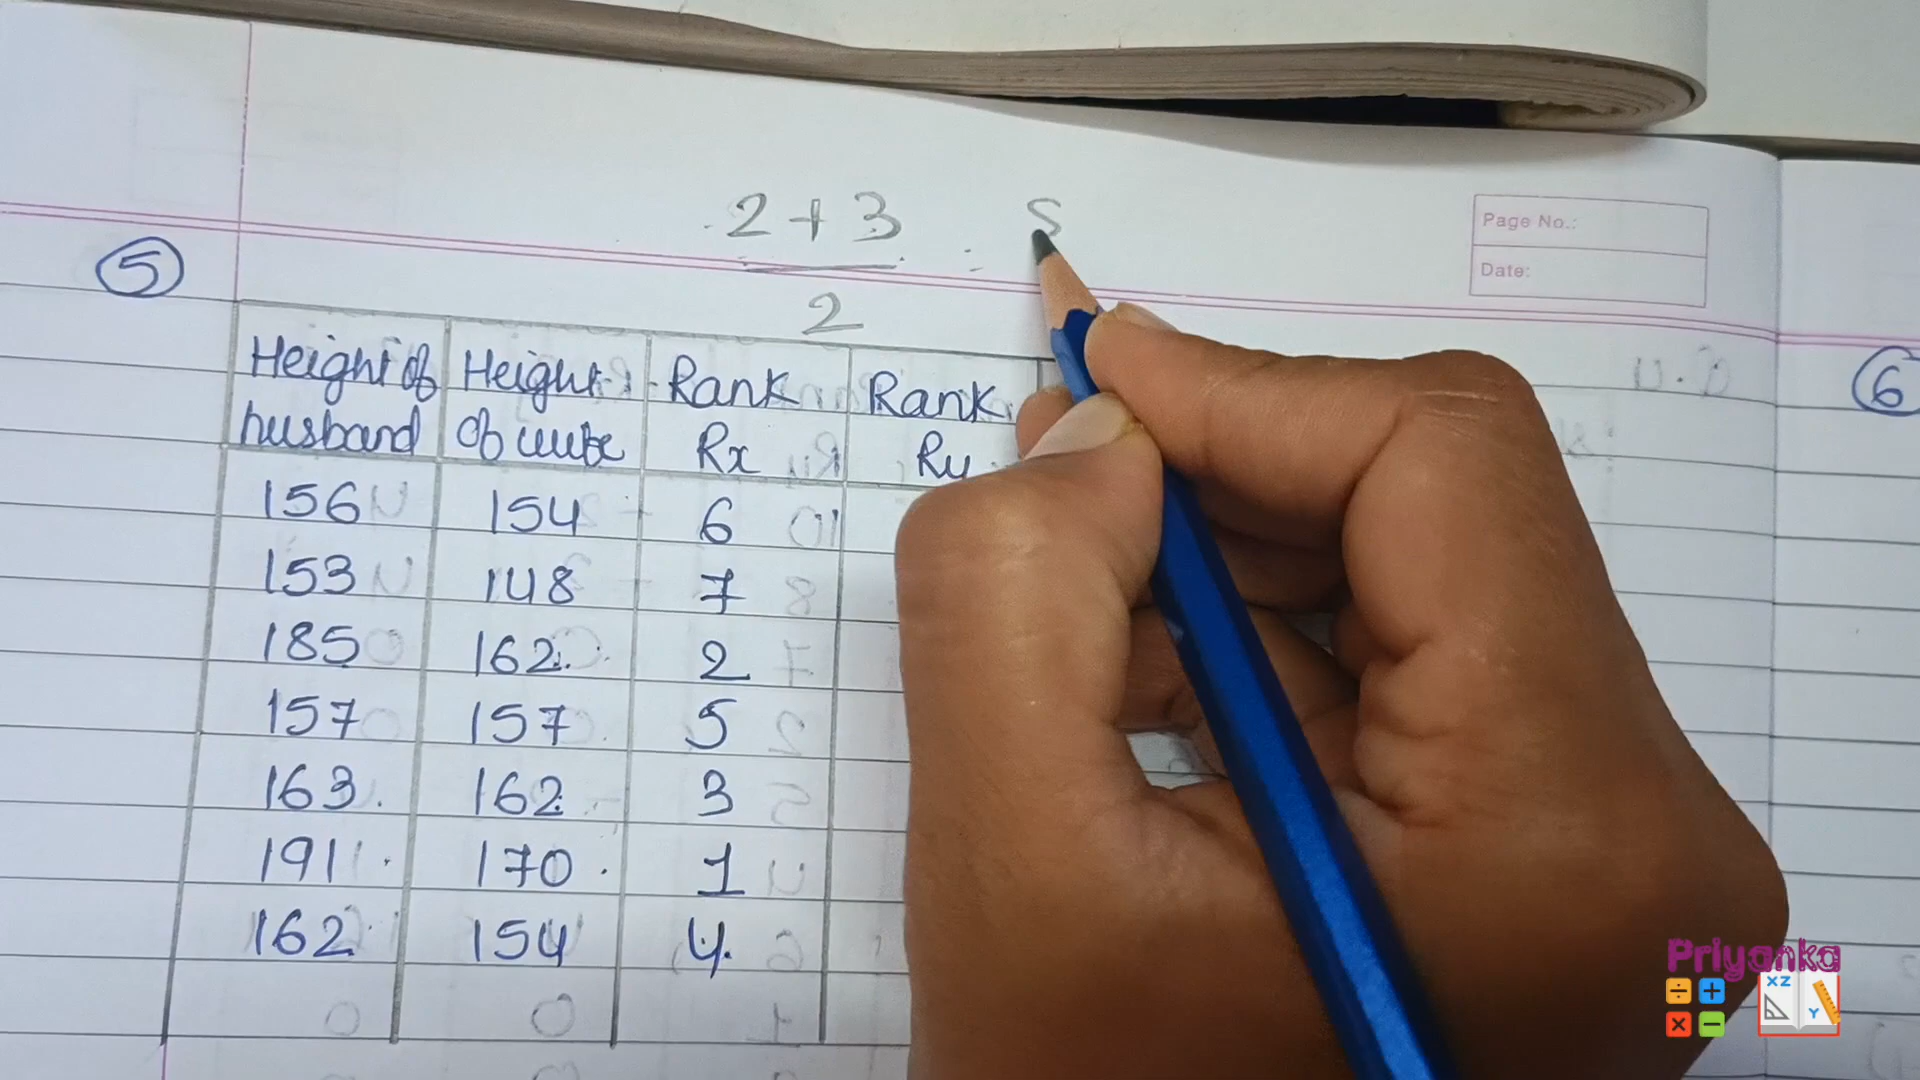 2 + 3 = 5
2
Page No.:
Date:
5
6
Height of husband | Height of wife | Rank Rx | Rank Ry
156 | 154 | 6
153 | 148 | 7
185 | 162 | 2
157 | 157 | 5
163 | 162 | 3
191 | 170 | 1
162 | 154 | 4
Priyanka
XZ
Y